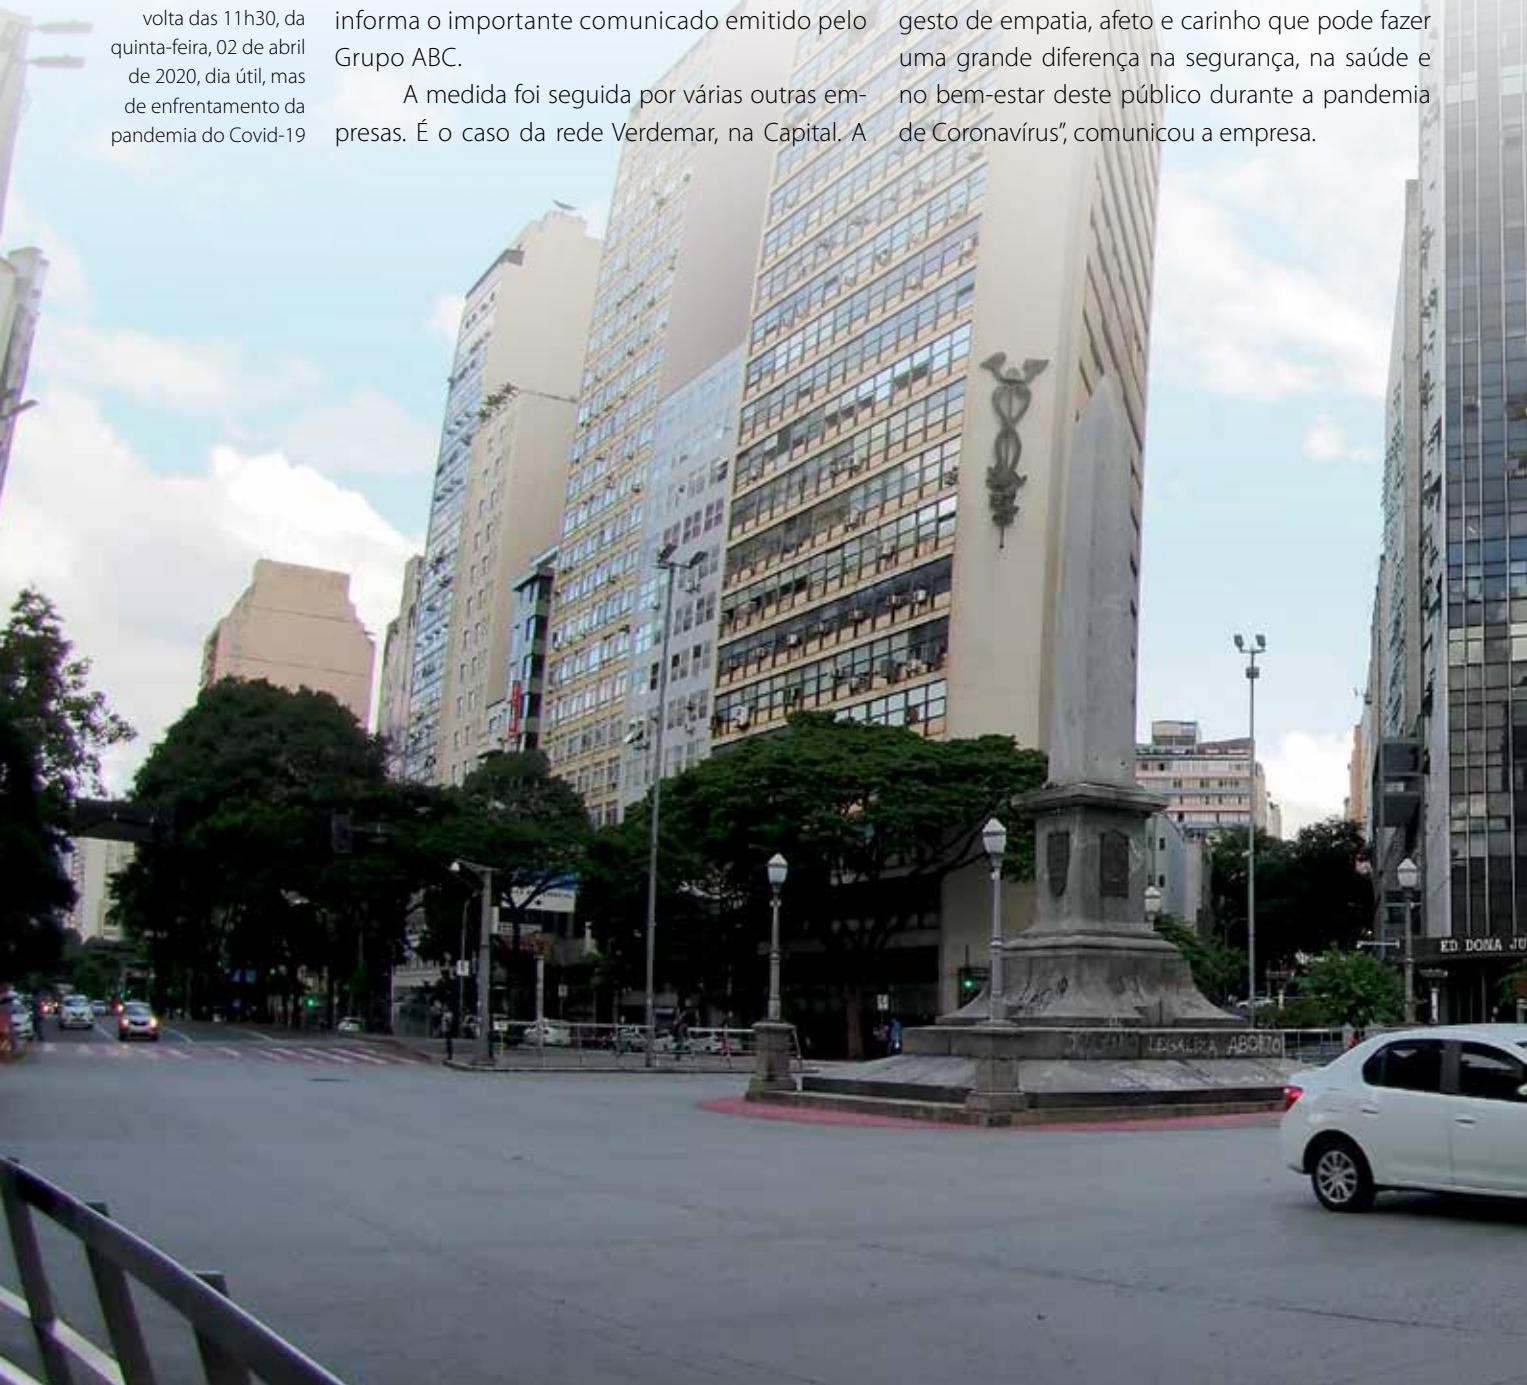 volta das 11h30, da
quinta-feira, 02 de abril
de 2020, dia útil, mas
de enfrentamento da
pandemia do Covid-19
informa o importante comunicado emitido pelo
Grupo ABC.
A medida foi seguida por várias outras em-
presas. É o caso da rede Verdemar, na Capital. A
gesto de empatia, afeto e carinho que pode fazer
uma grande diferença na segurança, na saúde e
no bem-estar deste público durante a pandemia
de Coronavírus”, comunicou a empresa.
ED DONA JU
LEGALIZA ABORTO